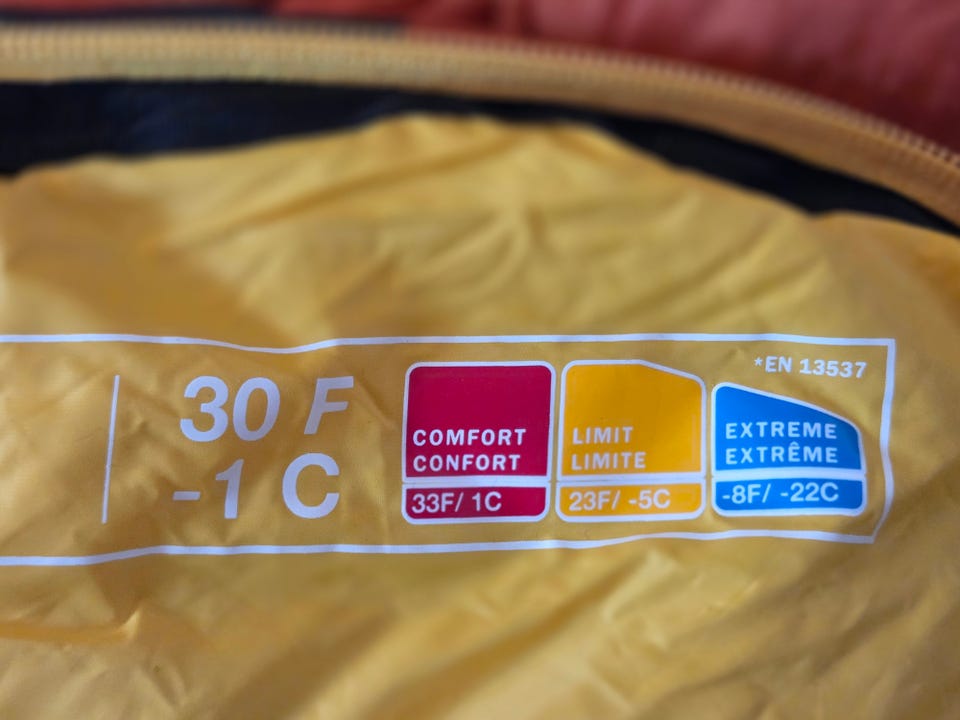 30 F
-1 C
COMFORT
CONFORT
33F/ 1C
LIMIT
LIMITE
23F/ -5C
*EN 13537
EXTREME
EXTRÊME
-8F/ -22C